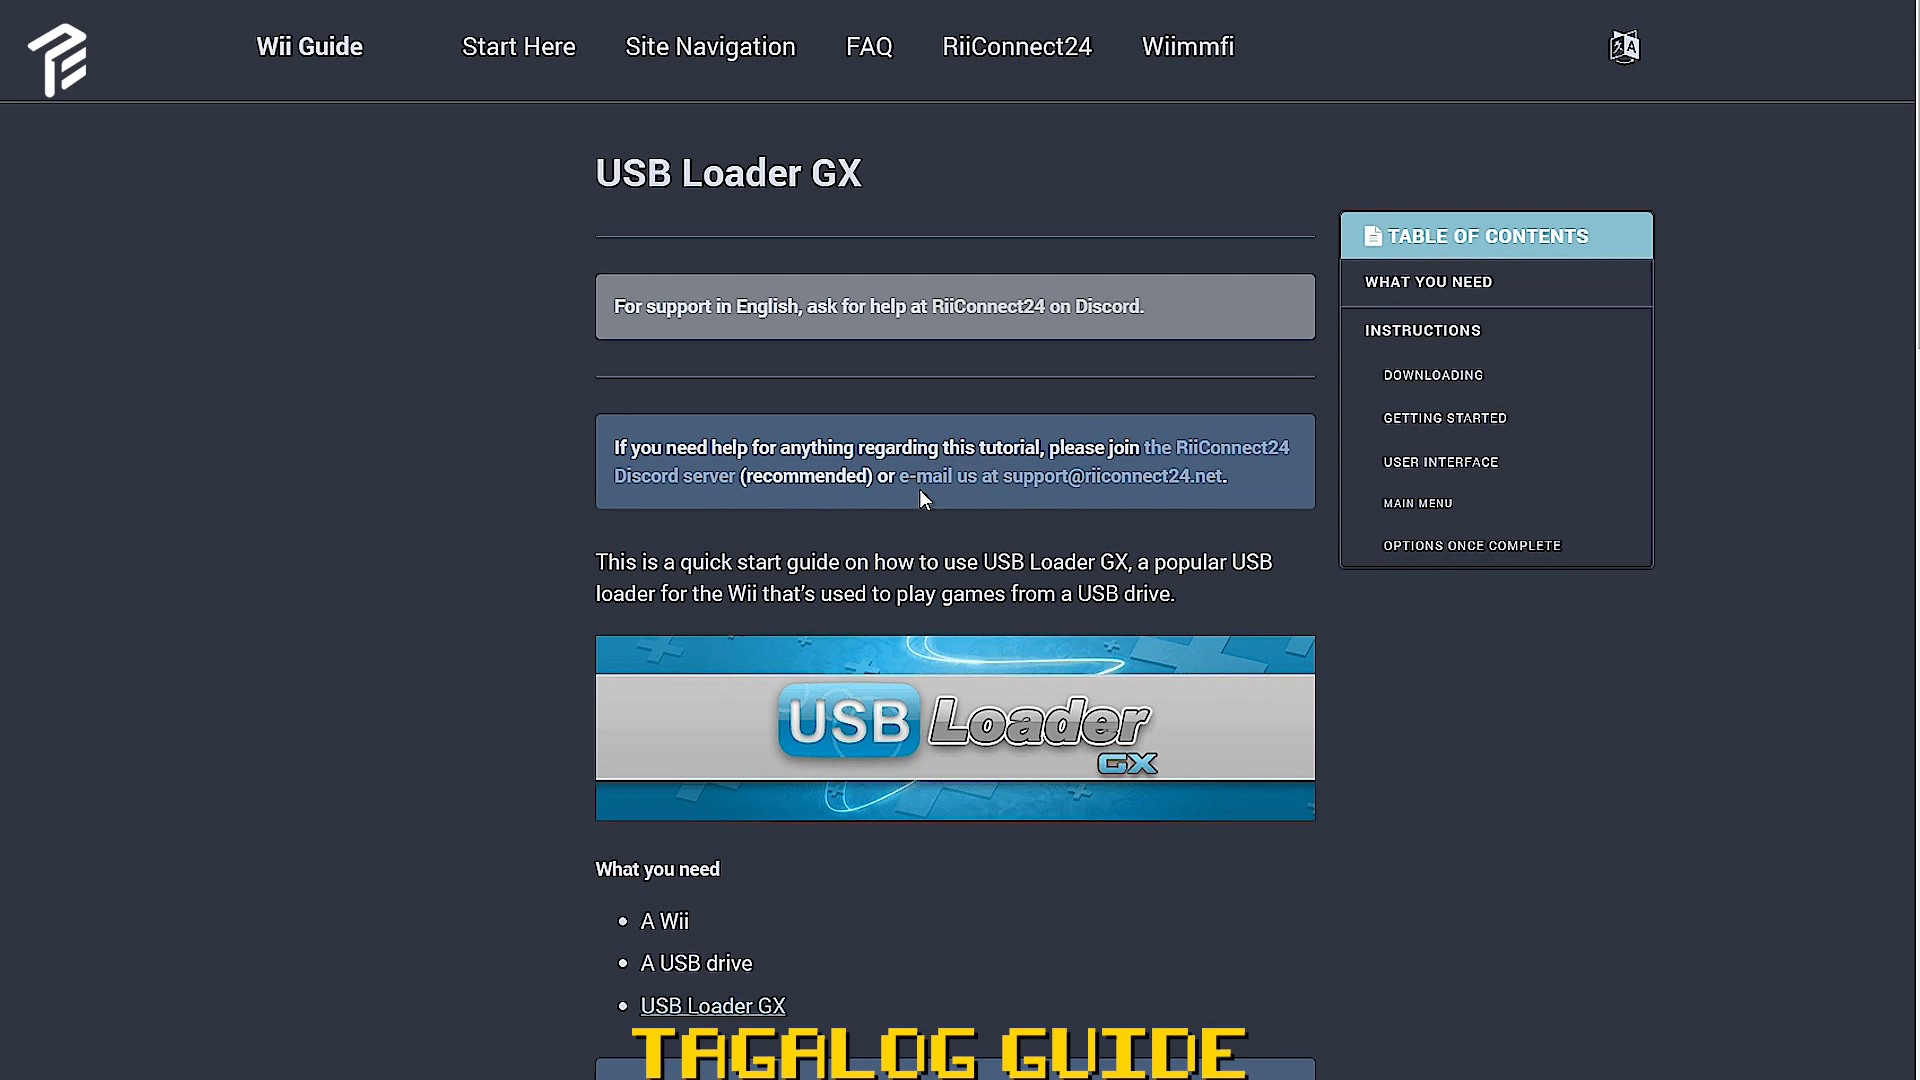 Wii Guide Start Here Site Navigation FAQ RiiConnect24 Wiimmfi
USB Loader GX
For support in English, ask for help at RiiConnect24 on Discord.
If you need help for anything regarding this tutorial, please join the RiiConnect24
Discord server (recommended) or e-mail us at support@riiconnect24.net.
This is a quick start guide on how to use USB Loader GX, a popular USB
loader for the Wii that’s used to play games from a USB drive.
USB Loader
GX
What you need
A Wii
A USB drive
USB Loader GX
TABLE OF CONTENTS
WHAT YOU NEED
INSTRUCTIONS
DOWNLOADING
GETTING STARTED
USER INTERFACE
MAIN MENU
OPTIONS ONCE COMPLETE
TAGALOG GUIDE